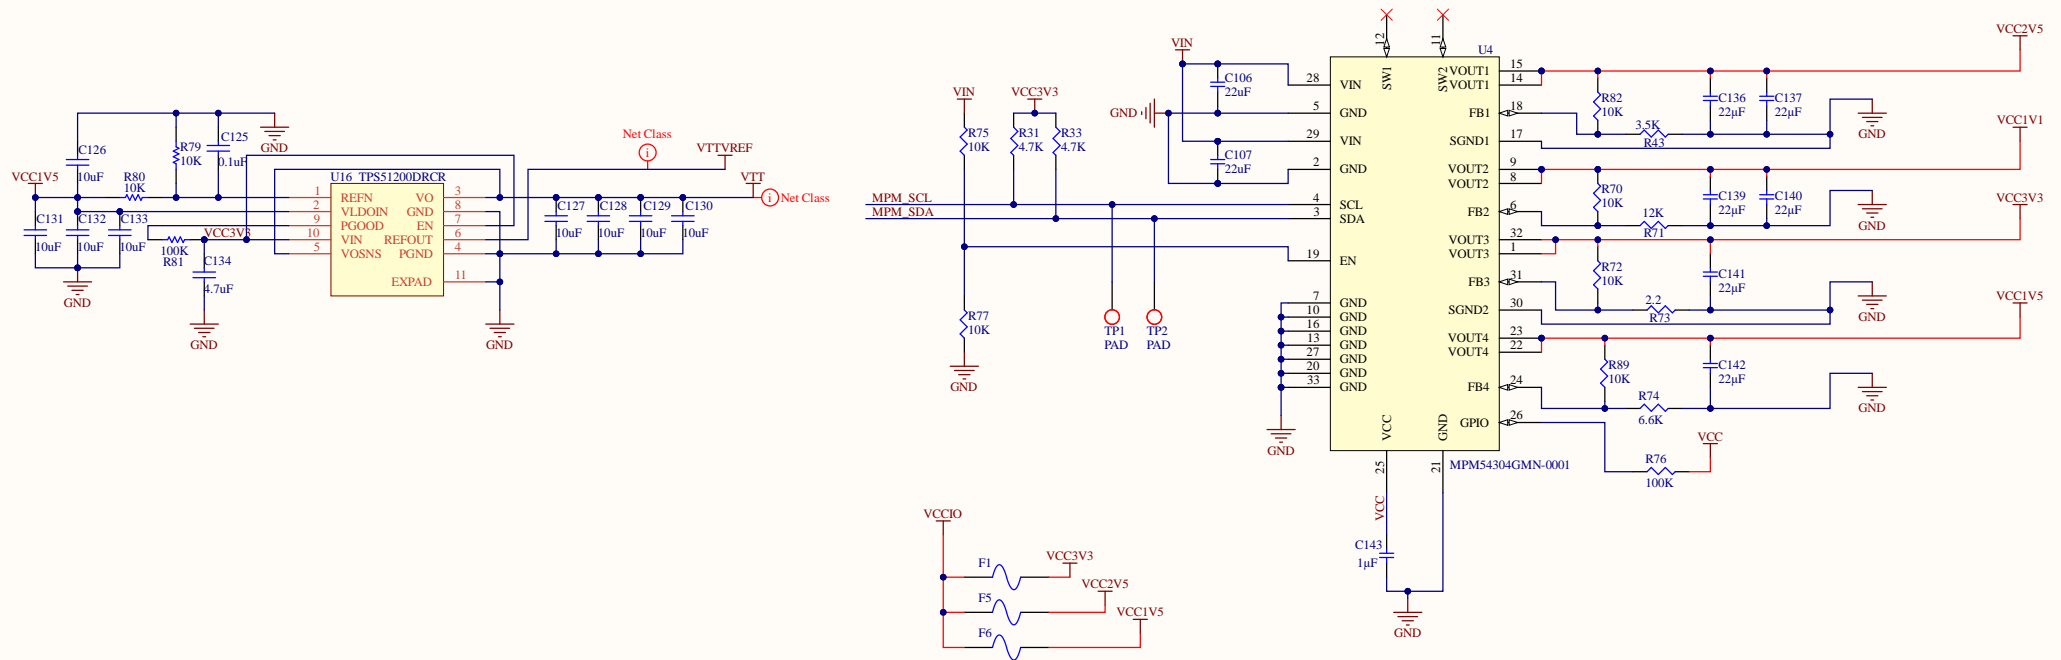 VCC1V5
C126
10uF
R79
10K
C125
0.1uF
GND
R80
10K
C131
10uF
C132
10uF
C133
10uF
GND
VCC3V3
100K
R81
C134
4.7uF
GND
U16 TPS51200DRCR
1 REFN
2 VLDOIN
9 PGOOD
10 VIN
5 VOSNS
VO 3
GND 8
EN 7
REFOUT 6
PGND 4
EXPAD 11
GND
Net Class
i
VTTVREF
VTT
i Net Class
C127
10uF
C128
10uF
C129
10uF
C130
10uF
VIN
R75
10K
VCC3V3
R31
4.7K
R33
4.7K
MPM_SCL
MPM_SDA
R77
10K
GND
TP1
PAD
TP2
PAD
VIN
C106
22uF
GND
C107
22uF
12
11
U4
SW1
SW2
28 VIN
5 GND
29 VIN
2 GND
4 SCL
3 SDA
19 EN
7 GND
10 GND
16 GND
13 GND
27 GND
20 GND
33 GND
GND
VOUT1 15
VOUT1 14
FB1 18
SGND1 17
VOUT2 9
VOUT2 8
FB2 6
VOUT3 32
VOUT3 1
FB3 31
SGND2 30
VOUT4 23
VOUT4 22
FB4 24
GPIO 26
VCC
GND
25
21
MPM54304GMN-0001
VCC
C143
1µF
GND
VCC2V5
R82
10K
3.5K
R43
C136
22µF
C137
22µF
GND
VCC1V1
R70
10K
12K
R71
C139
22µF
C140
22µF
GND
VCC3V3
R72
10K
2.2
R73
C141
22µF
GND
VCC1V5
R89
10K
R74
6.6K
C142
22µF
GND
VCC
R76
100K
VCCIO
F1
VCC3V3
F5
VCC2V5
F6
VCC1V5